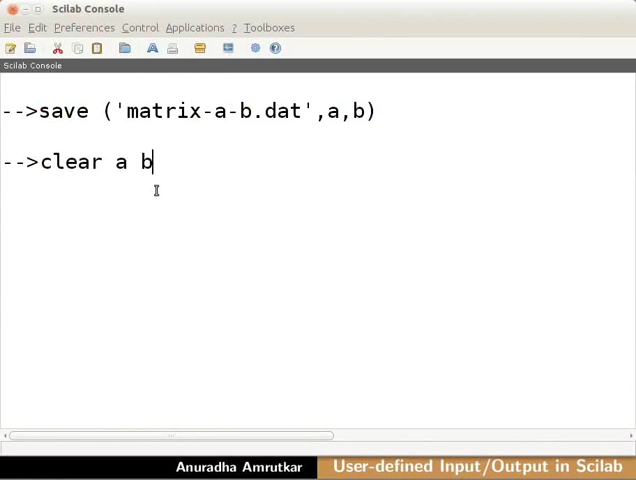 Scilab Console
File Edit Preferences Control Applications ? Toolboxes
Scilab Console
-->save ('matrix-a-b.dat',a,b)
-->clear a b
Anuradha Amrutkar User-defined Input/Output in Scilab